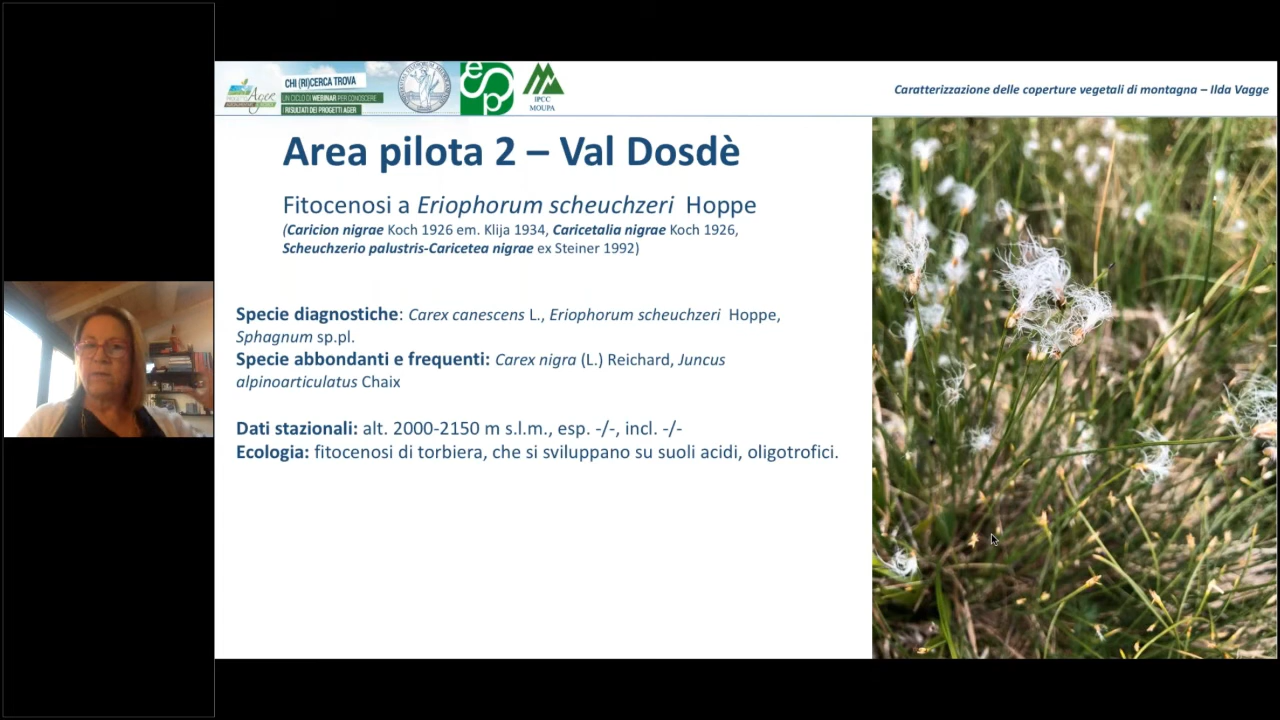 CHI (RI)CERCA TROVA
UN CICLO DI WEBINAR PER CONOSCERE
I RISULTATI DEI PROGETTI AGER
Ager
esp
IPCC
MOUPA
Caratterizzazione delle coperture vegetali di montagna – Ilda Vagge
Area pilota 2 – Val Dosdè
Fitocenosi a Eriophorum scheuchzeri Hoppe
(Caricion nigrae Koch 1926 em. Klija 1934, Caricetalia nigrae Koch 1926,
Scheuchzerio palustris-Caricetea nigrae ex Steiner 1992)
Specie diagnostiche: Carex canescens L., Eriophorum scheuchzeri Hoppe,
Sphagnum sp.pl.
Specie abbondanti e frequenti: Carex nigra (L.) Reichard, Juncus
alpinoarticulatus Chaix
Dati stazionali: alt. 2000-2150 m s.l.m., esp. -/-, incl. -/-
Ecologia: fitocenosi di torbiera, che si sviluppano su suoli acidi, oligotrofici.